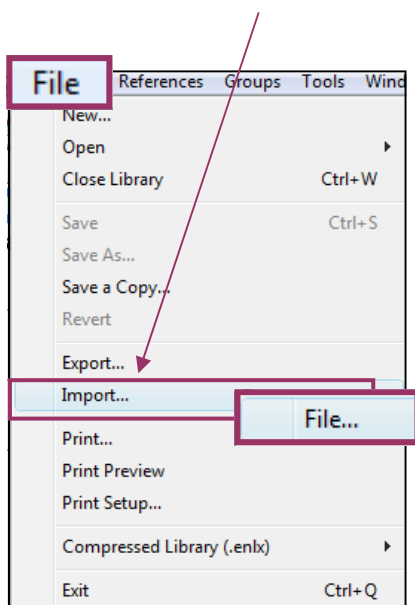 File References Groups Tools Wind
New...
Open
Close Library Ctrl+W
Save Ctrl+S
Save As...
Save a Copy...
Revert
Export...
Import...
File...
Print...
Print Preview
Print Setup...
Compressed Library (.enlx)
Exit Ctrl+Q